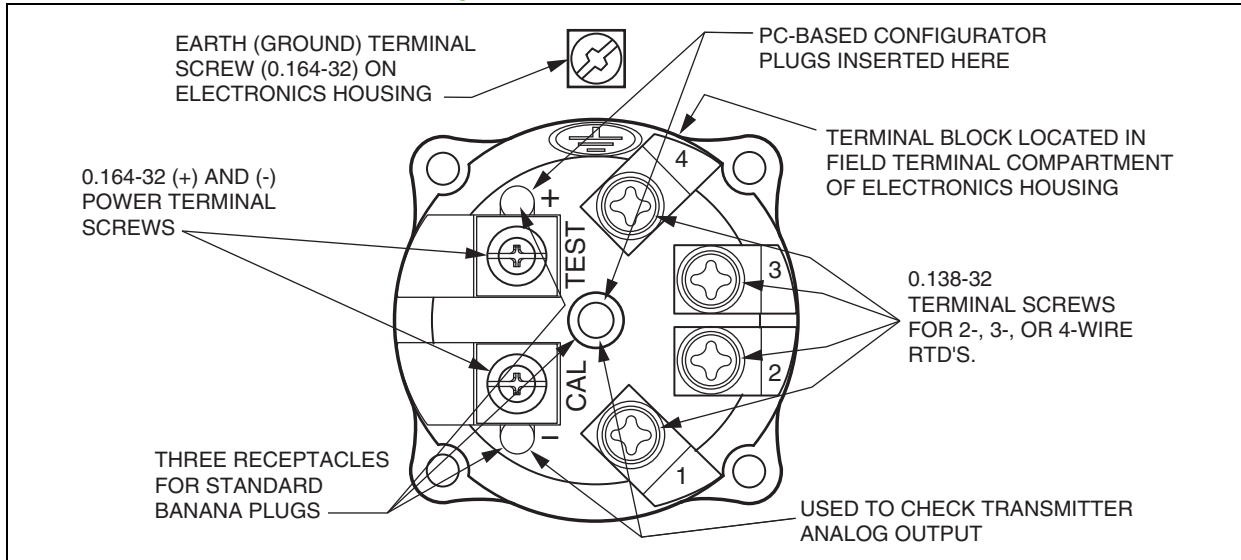 EARTH (GROUND) TERMINAL
SCREW (0.164-32) ON
ELECTRONICS HOUSING
PC-BASED CONFIGURATOR
PLUGS INSERTED HERE
TERMINAL BLOCK LOCATED IN
FIELD TERMINAL COMPARTMENT
OF ELECTRONICS HOUSING
0.164-32 (+) AND (-)
POWER TERMINAL
SCREWS
4
+
TEST
3
0.138-32
TERMINAL SCREWS
FOR 2-, 3-, OR 4-WIRE
RTD'S.
2
CAL
–
1
THREE RECEPTACLES
FOR STANDARD
BANANA PLUGS
USED TO CHECK TRANSMITTER
ANALOG OUTPUT